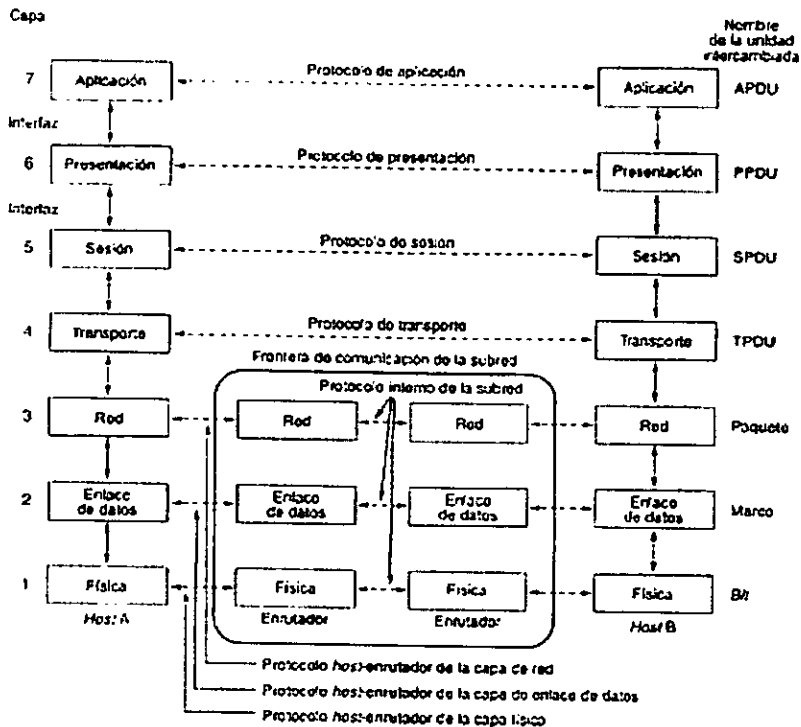 Capa
Nombre
de la unidad
intercambiada
7
Aplicación
Protocolo de aplicación
Aplicación
APDU
Interfaz
6
Presentación
Protocolo de presentación
Presentación
PPDU
Interfaz
5
Sesión
Protocolo de sesión
Sesión
SPDU
4
Transporte
Protocolo de transporte
Transporte
TPDU
Frontera de comunicación de la subred
Protocolo interno de la subred
3
Red
Red
Red
Red
Paquete
2
Enlace
de datos
Enlace
de datos
Enlace
de datos
Enlace
de datos
Marco
1
Física
Física
Física
Física
Bit
Host A
Enrutador
Enrutador
Host B
Protocolo host-enrutador de la capa de red
Protocolo host-enrutador de la capa de enlace de datos
Protocolo host-enrutador de la capa físico